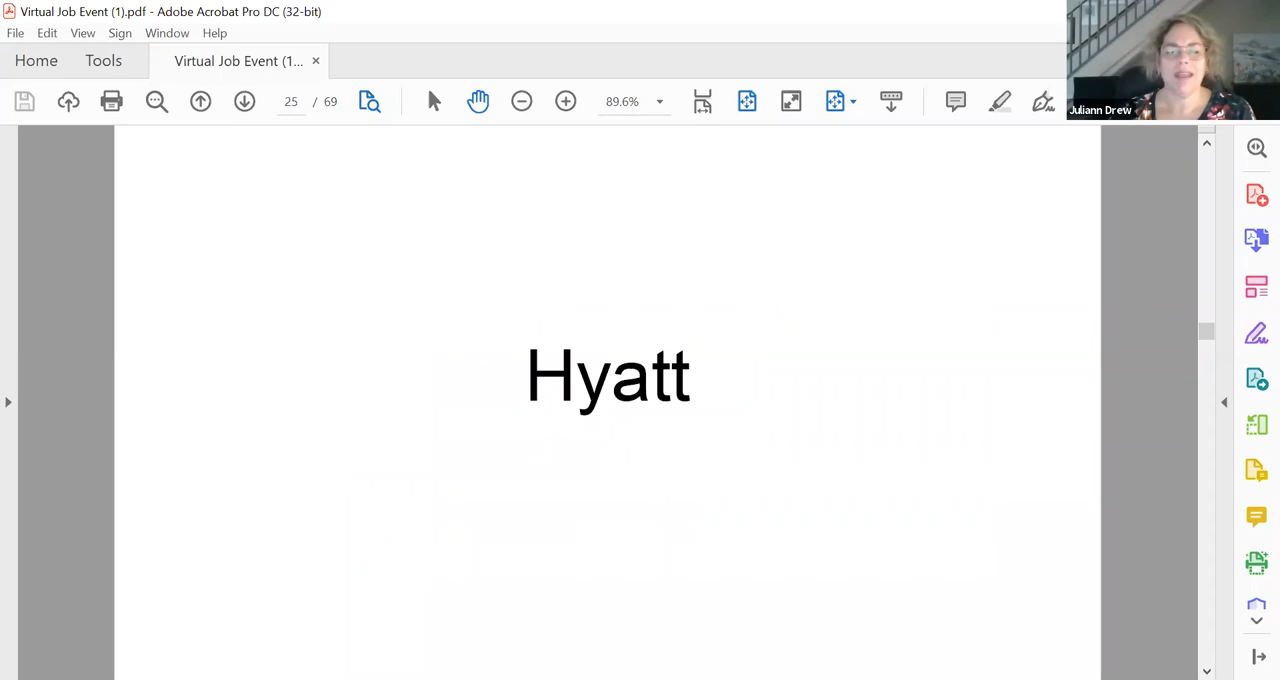 Virtual Job Event (1).pdf - Adobe Acrobat Pro DC (32-bit)
File Edit View Sign Window Help
Home Tools Virtual Job Event (1... ×
25 / 69 89.6%
Juliann Drew
Hyatt